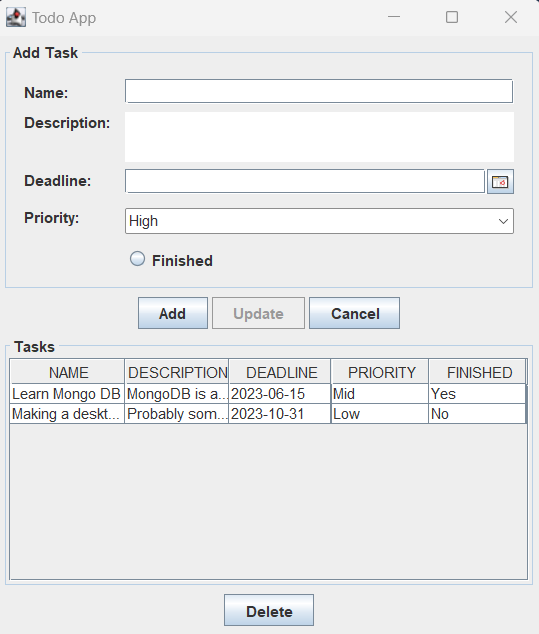 Todo App
Add Task
Name:
Description:
Deadline:
Priority: High
Finished
Add Update Cancel
Tasks
NAME DESCRIPTION DEADLINE PRIORITY FINISHED
Learn Mongo DB MongoDB is a... 2023-06-15 Mid Yes
Making a deskt... Probably som... 2023-10-31 Low No
Delete